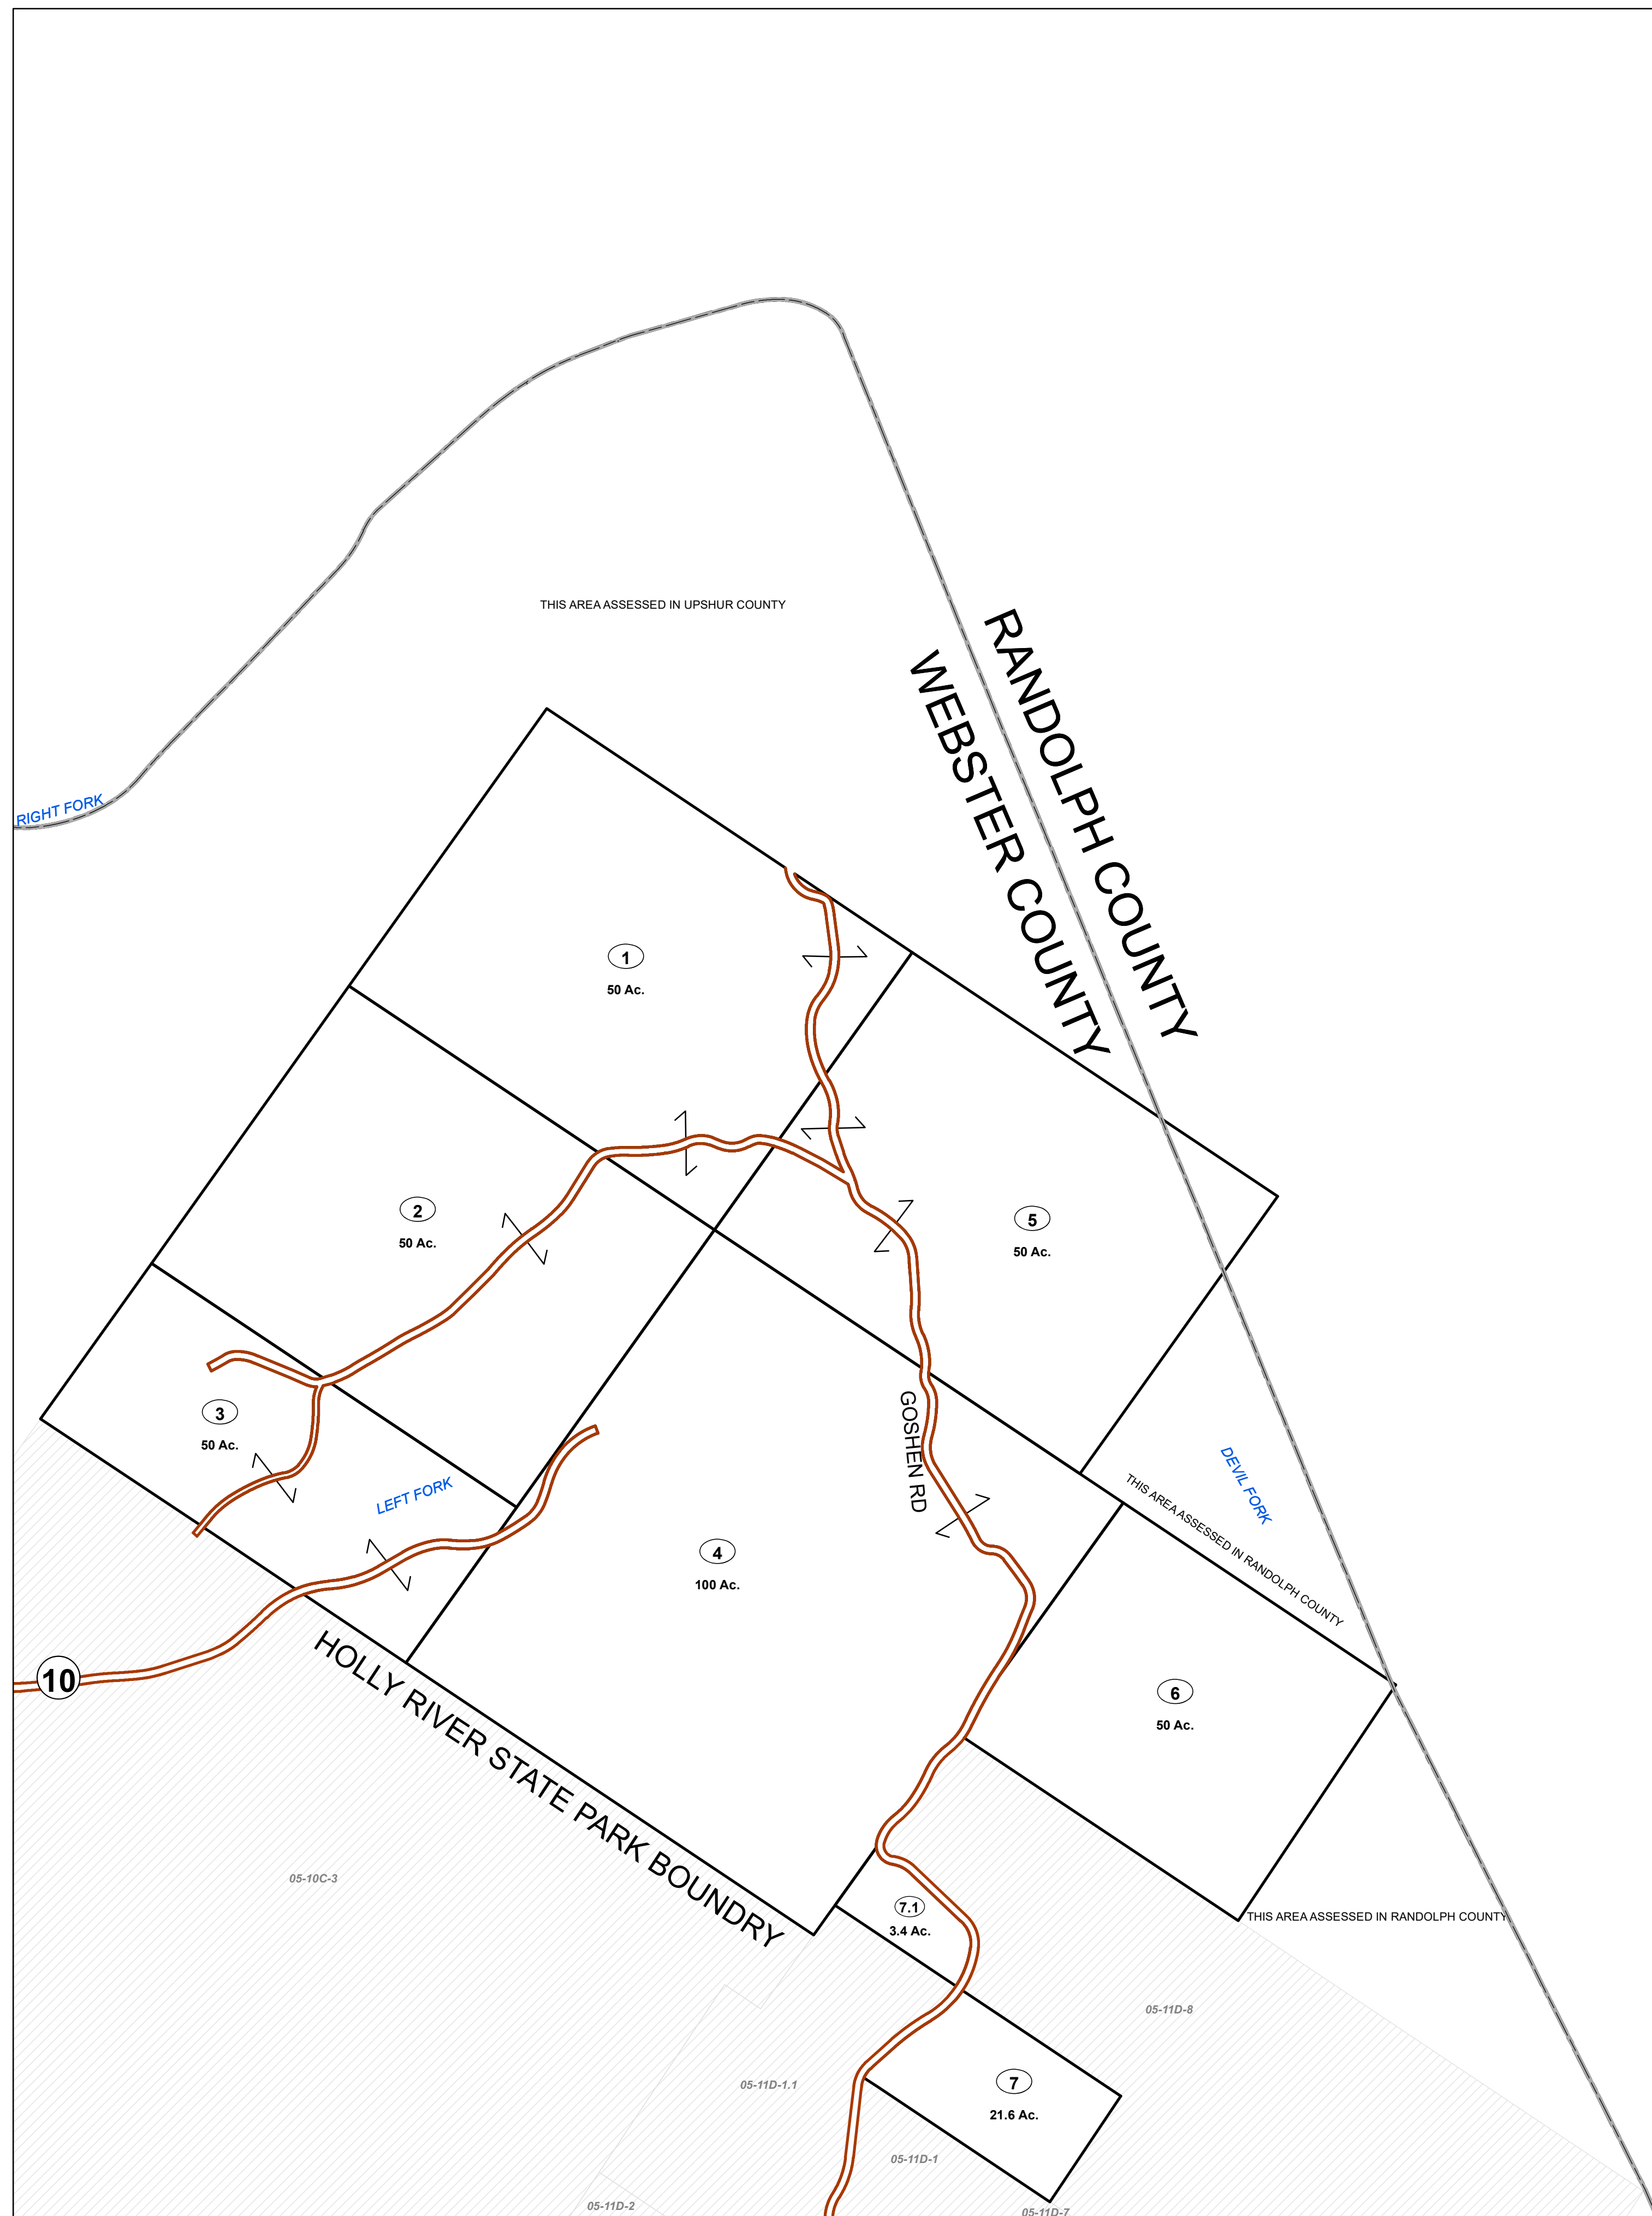 THIS AREA ASSESSED IN UPSHUR COUNTY
RANDOLPH COUNTY
WEBSTER COUNTY
RIGHT FORK
1
50 Ac.
2
50 Ac.
5
50 Ac.
3
50 Ac.
LEFT FORK
GOSHEN RD
DEVIL FORK
THIS AREA ASSESSED IN RANDOLPH COUNTY
4
100 Ac.
10
HOLLY RIVER STATE PARK BOUNDRY
6
50 Ac.
05-10C-3
7.1
3.4 Ac.
THIS AREA ASSESSED IN RANDOLPH COUNTY
05-11D-8
05-11D-1.1
7
21.6 Ac.
05-11D-1
05-11D-2
05-11D-7